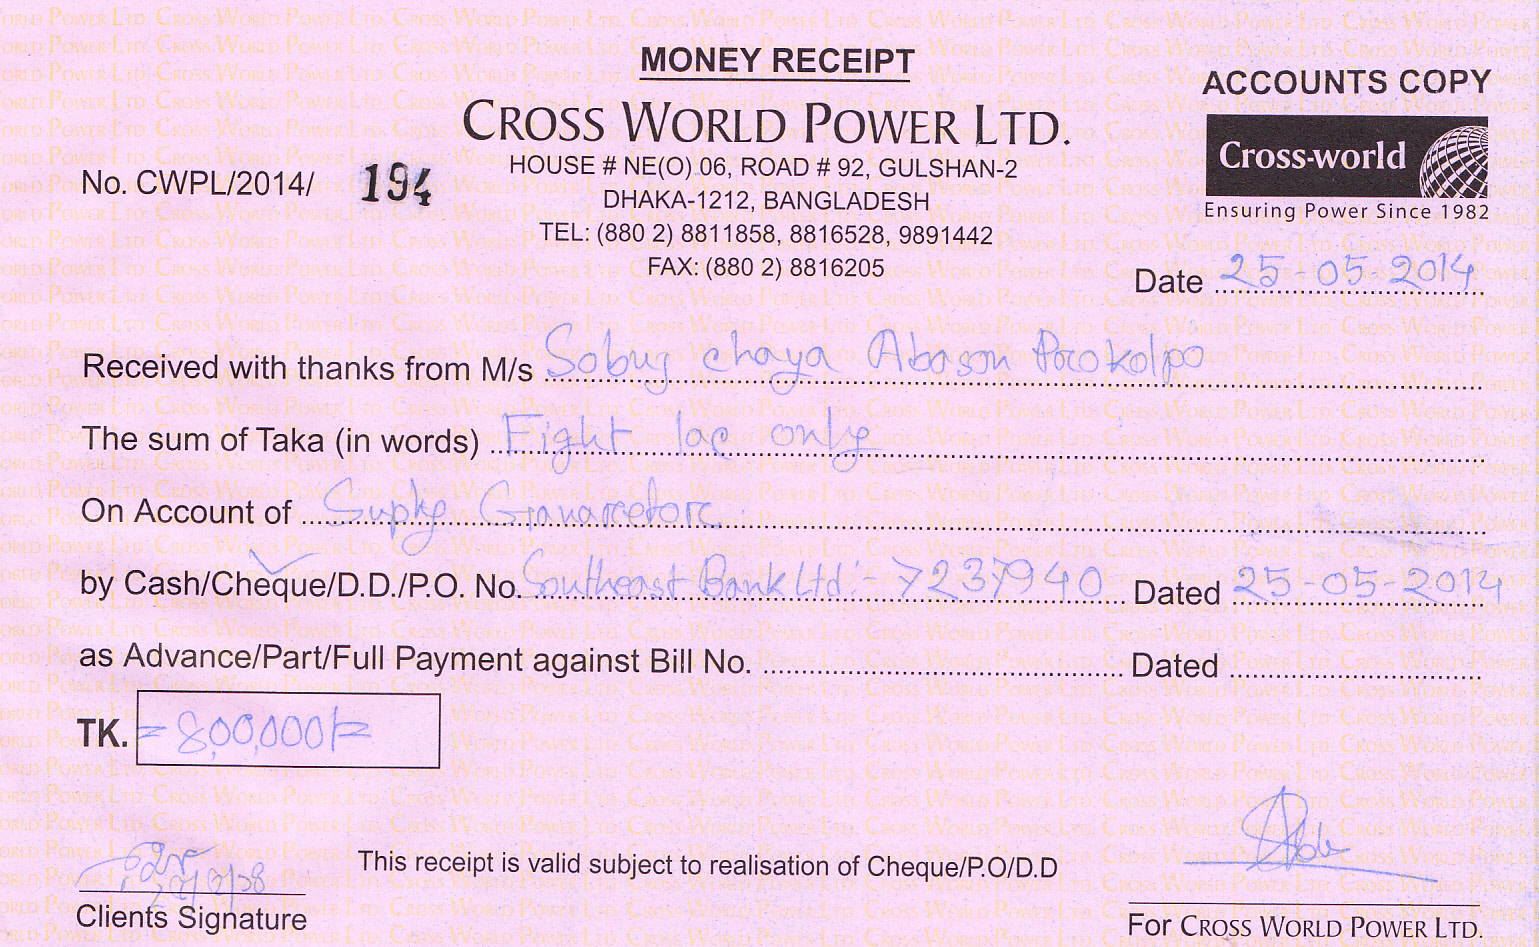 MONEY RECEIPT
ACCOUNTS COPY
CROSS WORLD POWER LTD.
Cross-world
Ensuring Power Since 1982
No. CWPL/2014/ 194
HOUSE # NE(O) 06, ROAD # 92, GULSHAN-2
DHAKA-1212, BANGLADESH
TEL: (880 2) 8811858, 8816528, 9891442
FAX: (880 2) 8816205
Date 25-05-2014
Received with thanks from M/s Sobuj chaya Abason Prokolpo
The sum of Taka (in words) Eight lac only
On Account of Suply Genaretore
by Cash/Cheque/D.D./P.O. No. Southeast Bank Ltd:- 7237940 Dated 25-05-2014
as Advance/Part/Full Payment against Bill No. Dated
TK. =8,00,000/=
This receipt is valid subject to realisation of Cheque/P.O/D.D
Clients Signature
For CROSS WORLD POWER LTD.